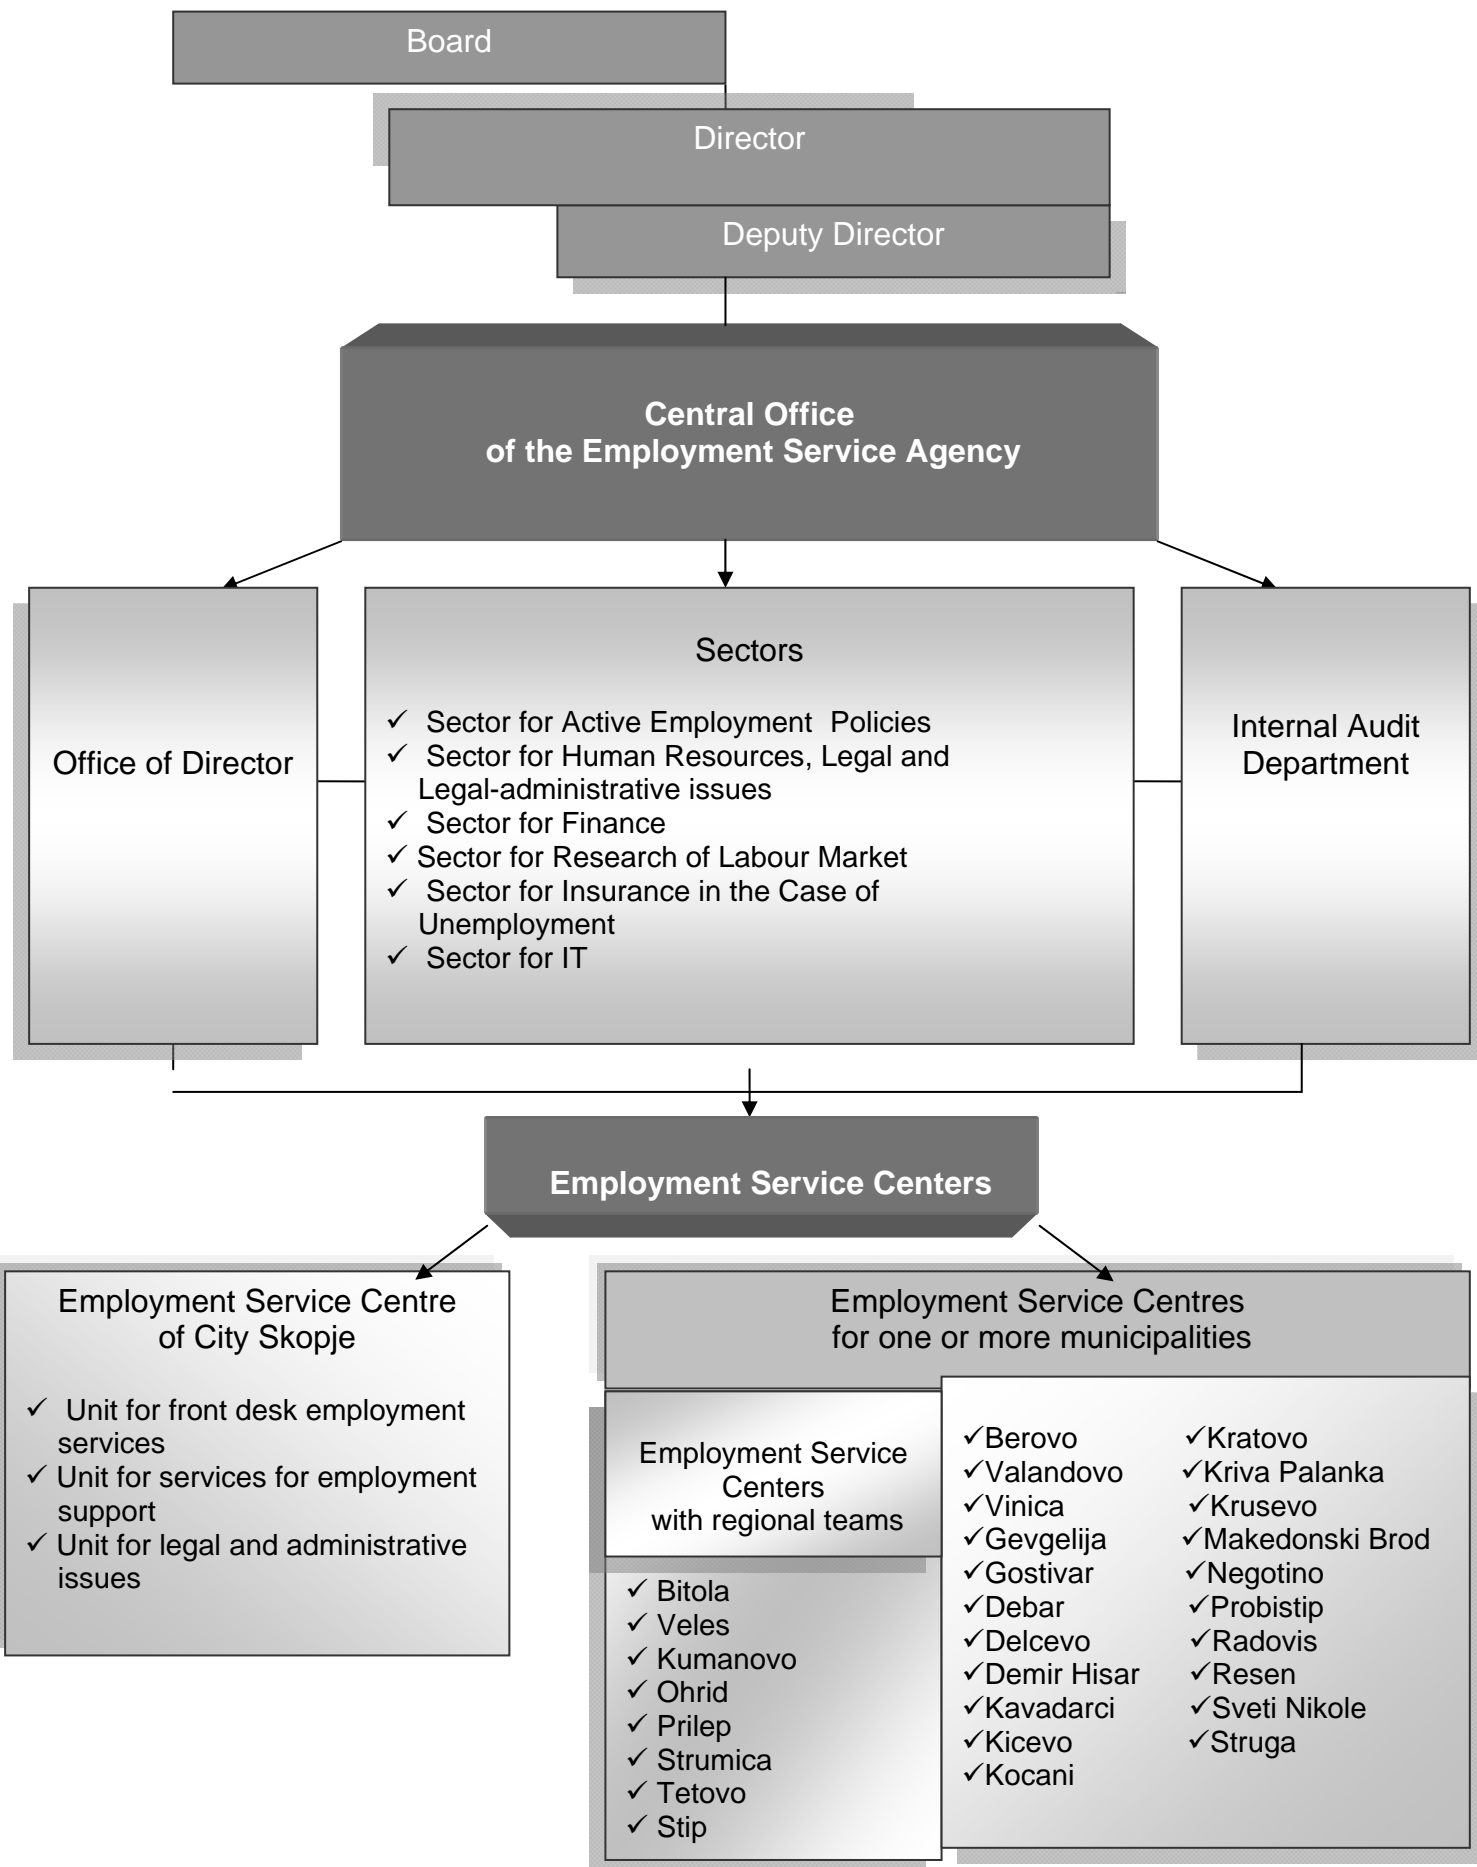 Board
Director
Deputy Director
Central Office
of the Employment Service Agency
Office of Director
Sectors
✓ Sector for Active Employment Policies
✓ Sector for Human Resources, Legal and
Legal-administrative issues
✓ Sector for Finance
✓ Sector for Research of Labour Market
✓ Sector for Insurance in the Case of
Unemployment
✓ Sector for IT
Internal Audit
Department
Employment Service Centers
Employment Service Centre
of City Skopje
✓ Unit for front desk employment
services
✓ Unit for services for employment
support
✓ Unit for legal and administrative
issues
Employment Service Centres
for one or more municipalities
Employment Service
Centers
with regional teams
✓ Bitola
✓ Veles
✓ Kumanovo
✓ Ohrid
✓ Prilep
✓ Strumica
✓ Tetovo
✓ Stip
✓Berovo
✓Valandovo
✓Vinica
✓Gevgelija
✓Gostivar
✓Debar
✓Delcevo
✓Demir Hisar
✓Kavadarci
✓Kicevo
✓Kocani
✓Kratovo
✓Kriva Palanka
✓Krusevo
✓Makedonski Brod
✓Negotino
✓Probistip
✓Radovis
✓Resen
✓Sveti Nikole
✓Struga